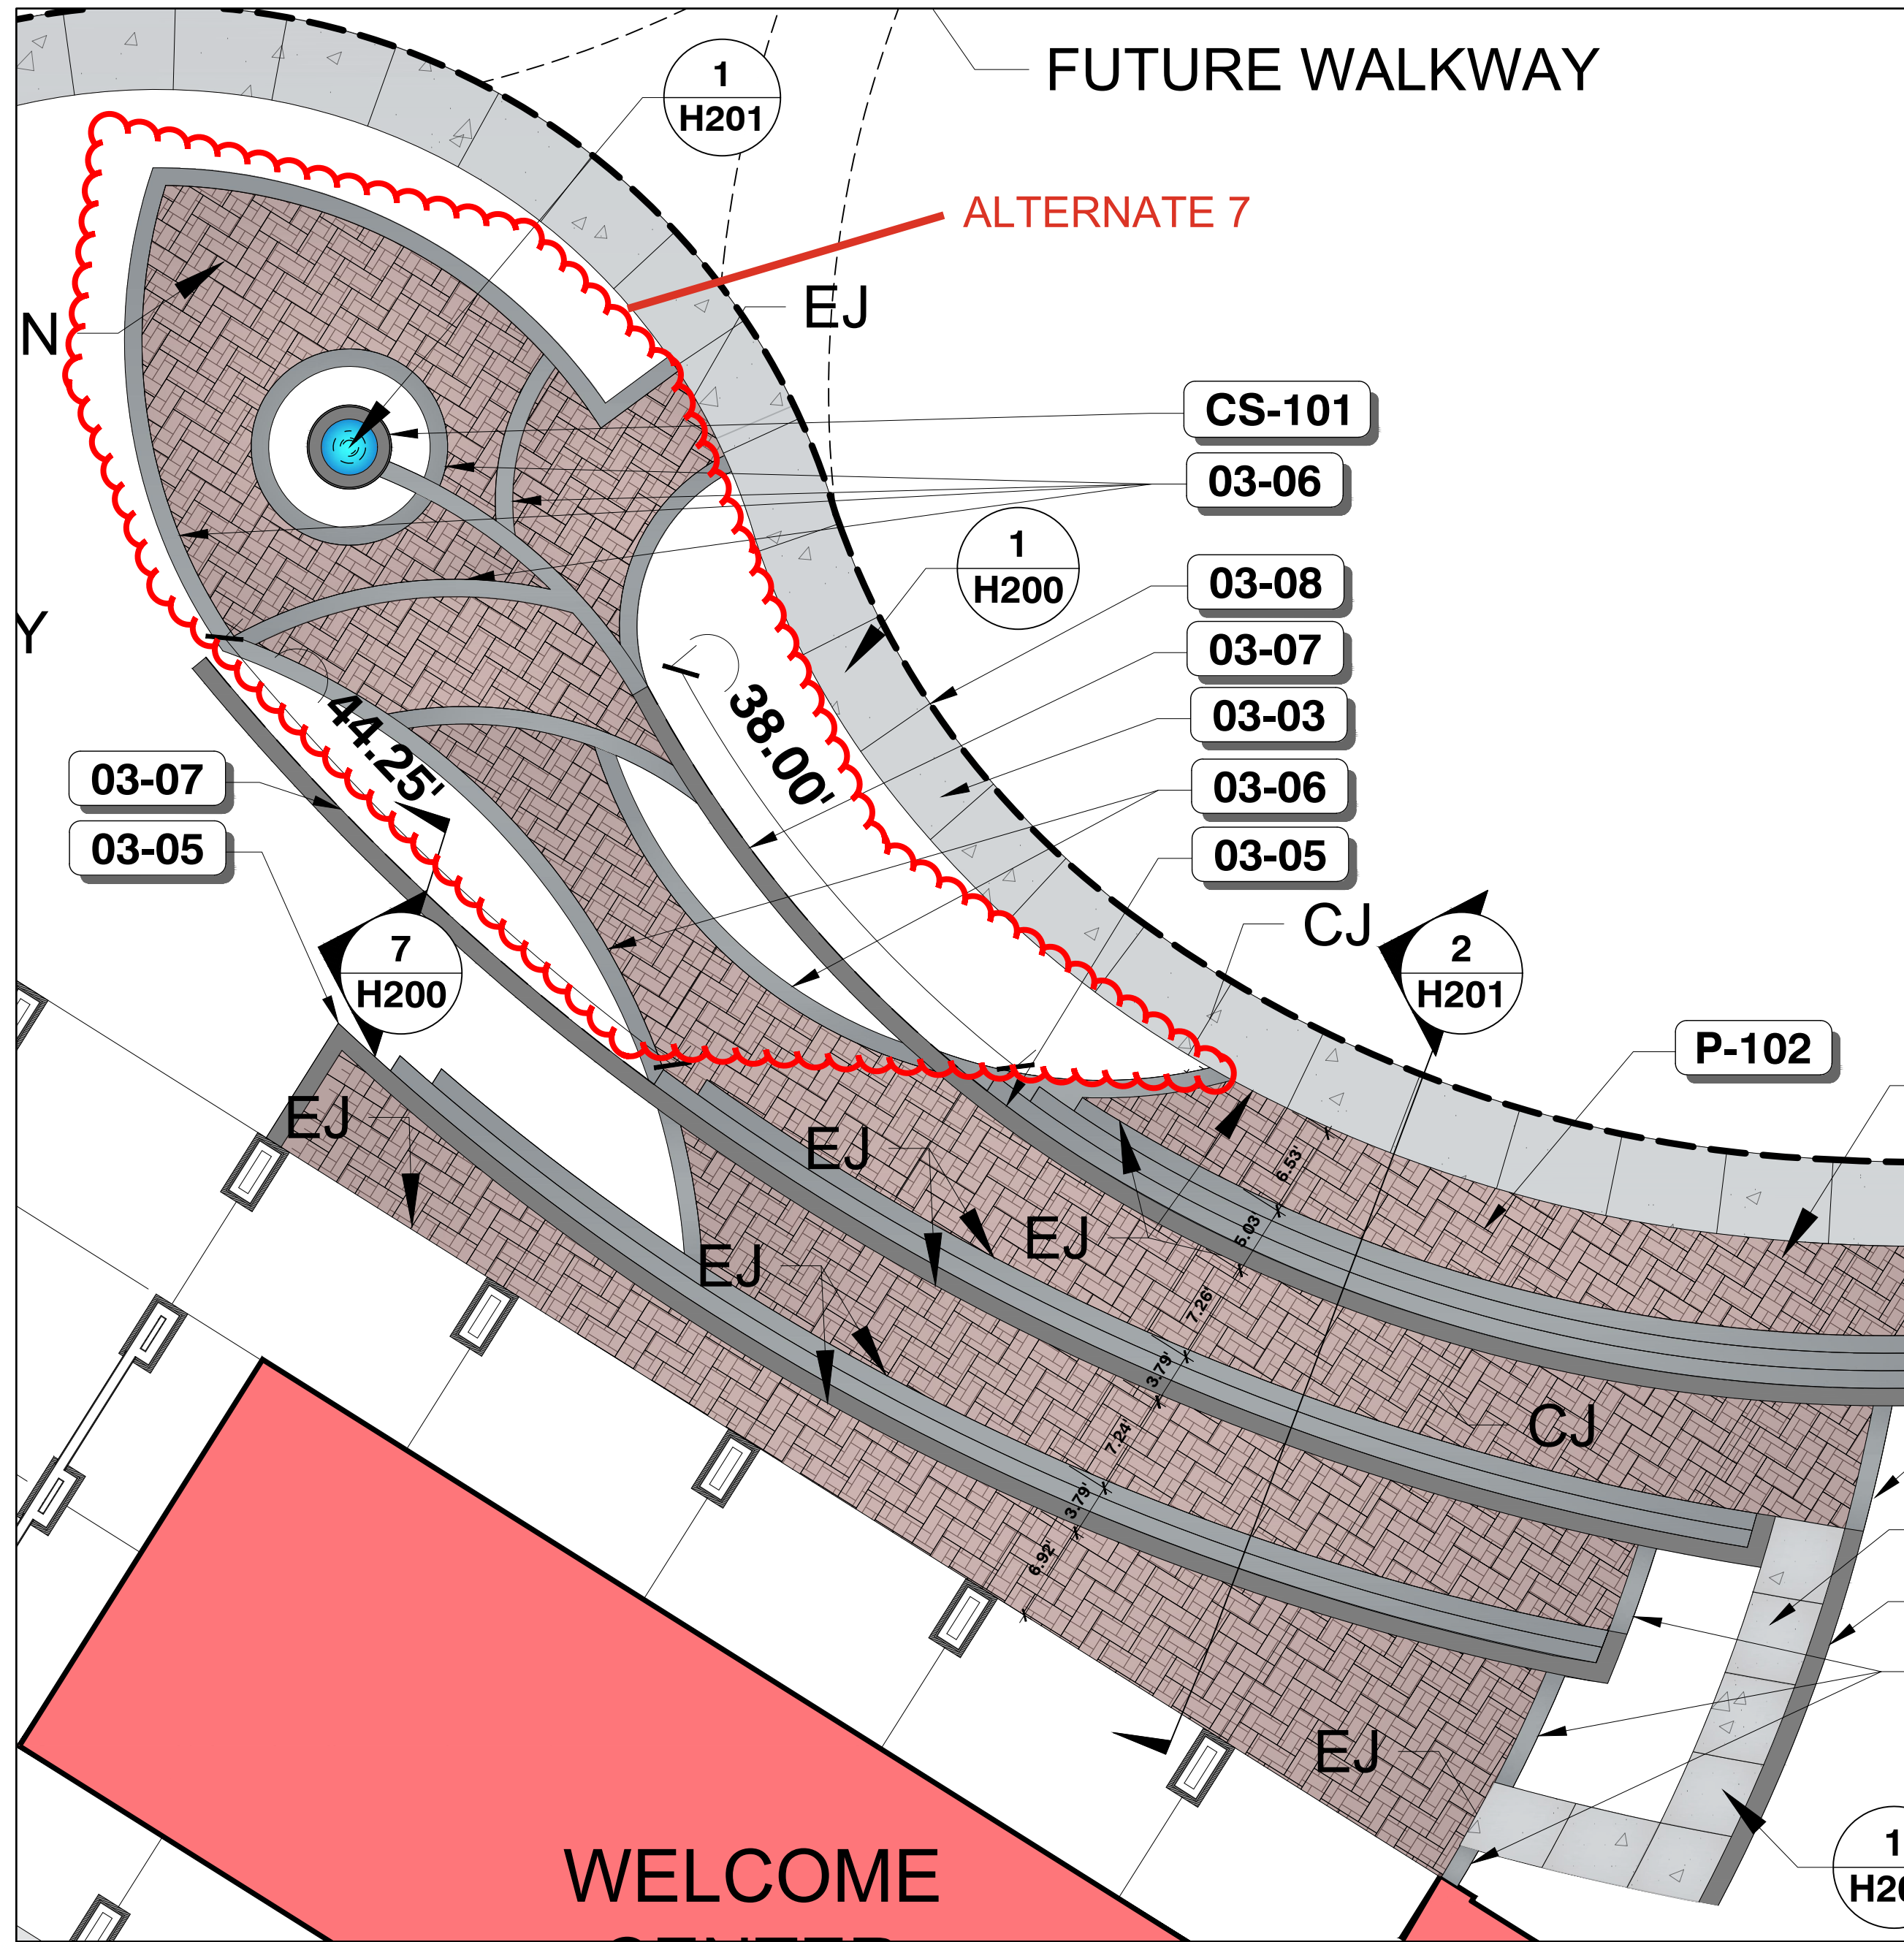 FUTURE WALKWAY
1
H201
ALTERNATE 7
EJ
N
CS-101
03-06
1
H200
03-08
Y
03-07
03-03
38.00'
44.25'
03-07
03-06
03-05
03-05
CJ
7
H200
2
H201
P-102
EJ
EJ
6.53'
EJ
5.03'
EJ
7.26'
3.79'
CJ
7.24'
3.79'
6.92'
EJ
WELCOME
CENTER
1